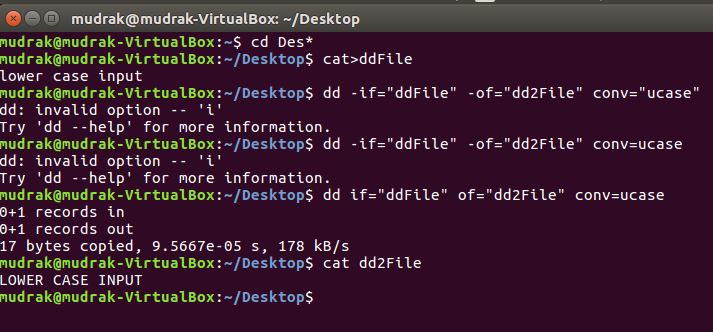 mudrak@mudrak-VirtualBox: ~/Desktop
mudrak@mudrak-VirtualBox:~$ cd Des*
mudrak@mudrak-VirtualBox:~/Desktop$ cat>ddFile
lower case input
mudrak@mudrak-VirtualBox:~/Desktop$ dd -if="ddFile" -of="dd2File" conv="ucase"
dd: invalid option -- 'i'
Try 'dd --help' for more information.
mudrak@mudrak-VirtualBox:~/Desktop$ dd -if="ddFile" -of="dd2File" conv=ucase
dd: invalid option -- 'i'
Try 'dd --help' for more information.
mudrak@mudrak-VirtualBox:~/Desktop$ dd if="ddFile" of="dd2File" conv=ucase
0+1 records in
0+1 records out
17 bytes copied, 9.5667e-05 s, 178 kB/s
mudrak@mudrak-VirtualBox:~/Desktop$ cat dd2File
LOWER CASE INPUT
mudrak@mudrak-VirtualBox:~/Desktop$